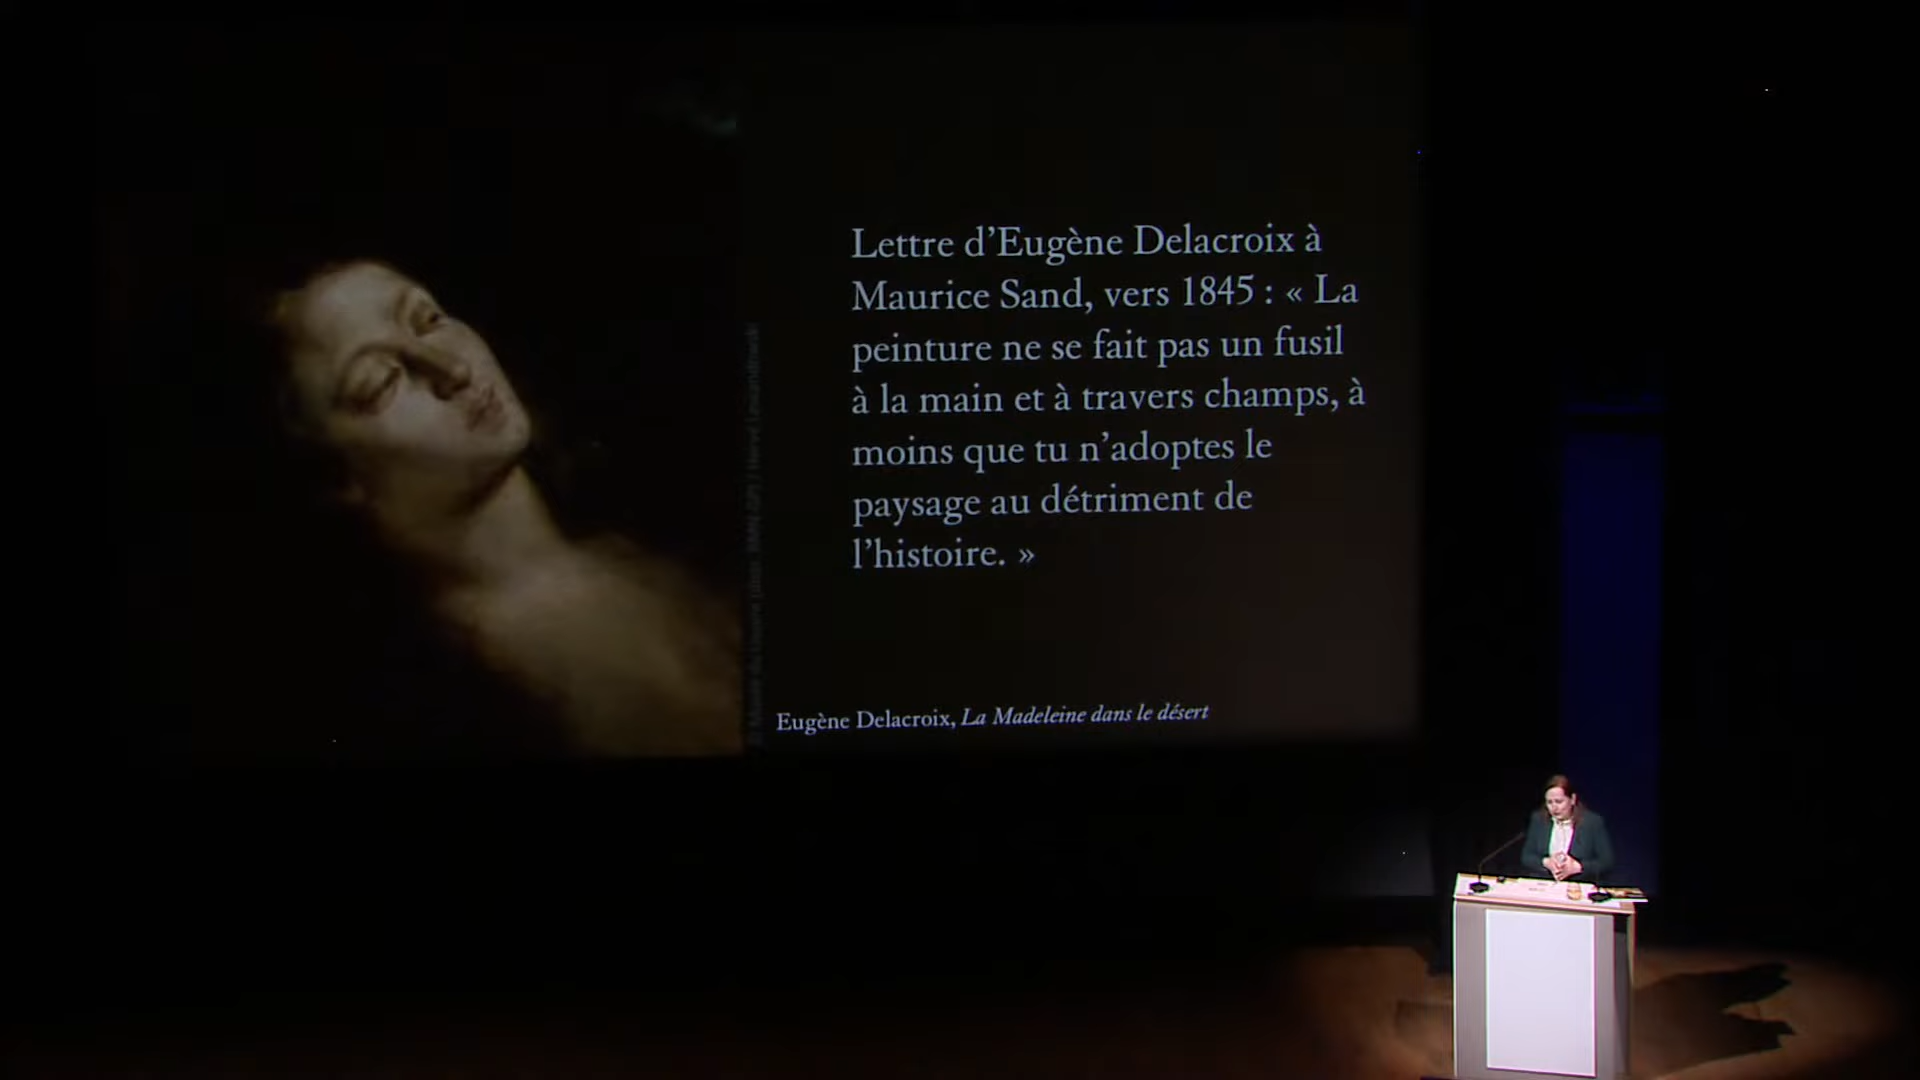 Lettre d’Eugène Delacroix à
Maurice Sand, vers 1845 : « La
peinture ne se fait pas un fusil
à la main et à travers champs, à
moins que tu n’adoptes le
paysage au détriment de
l’histoire. »
Eugène Delacroix, La Madeleine dans le désert